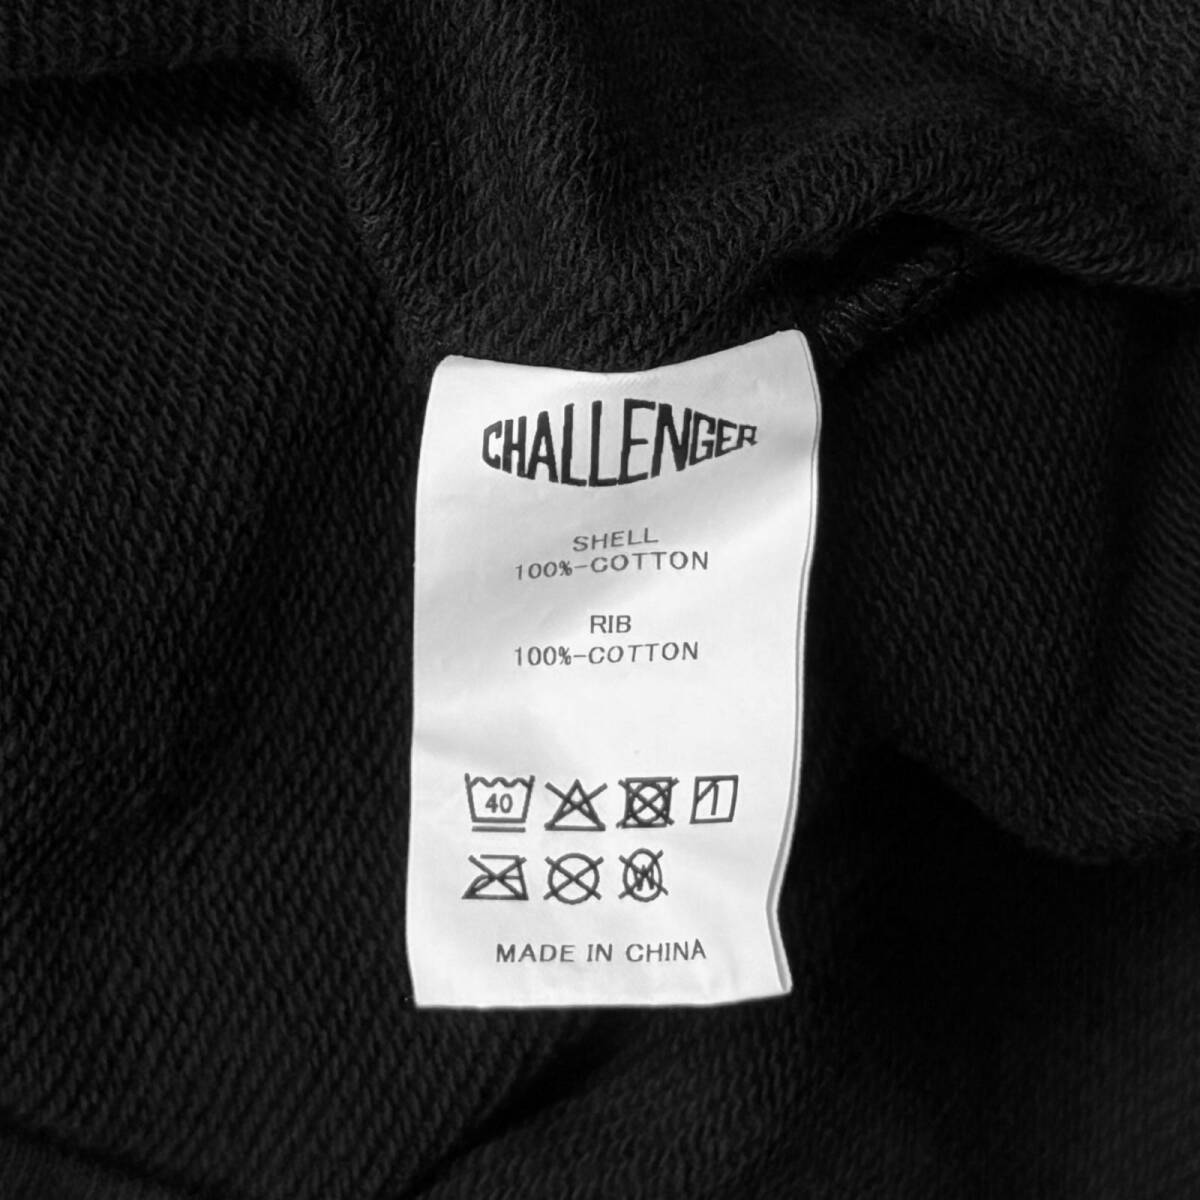 CHALLENGER
SHELL
100%-COTTON
RIB
100%-COTTON
40
W
MADE IN CHINA